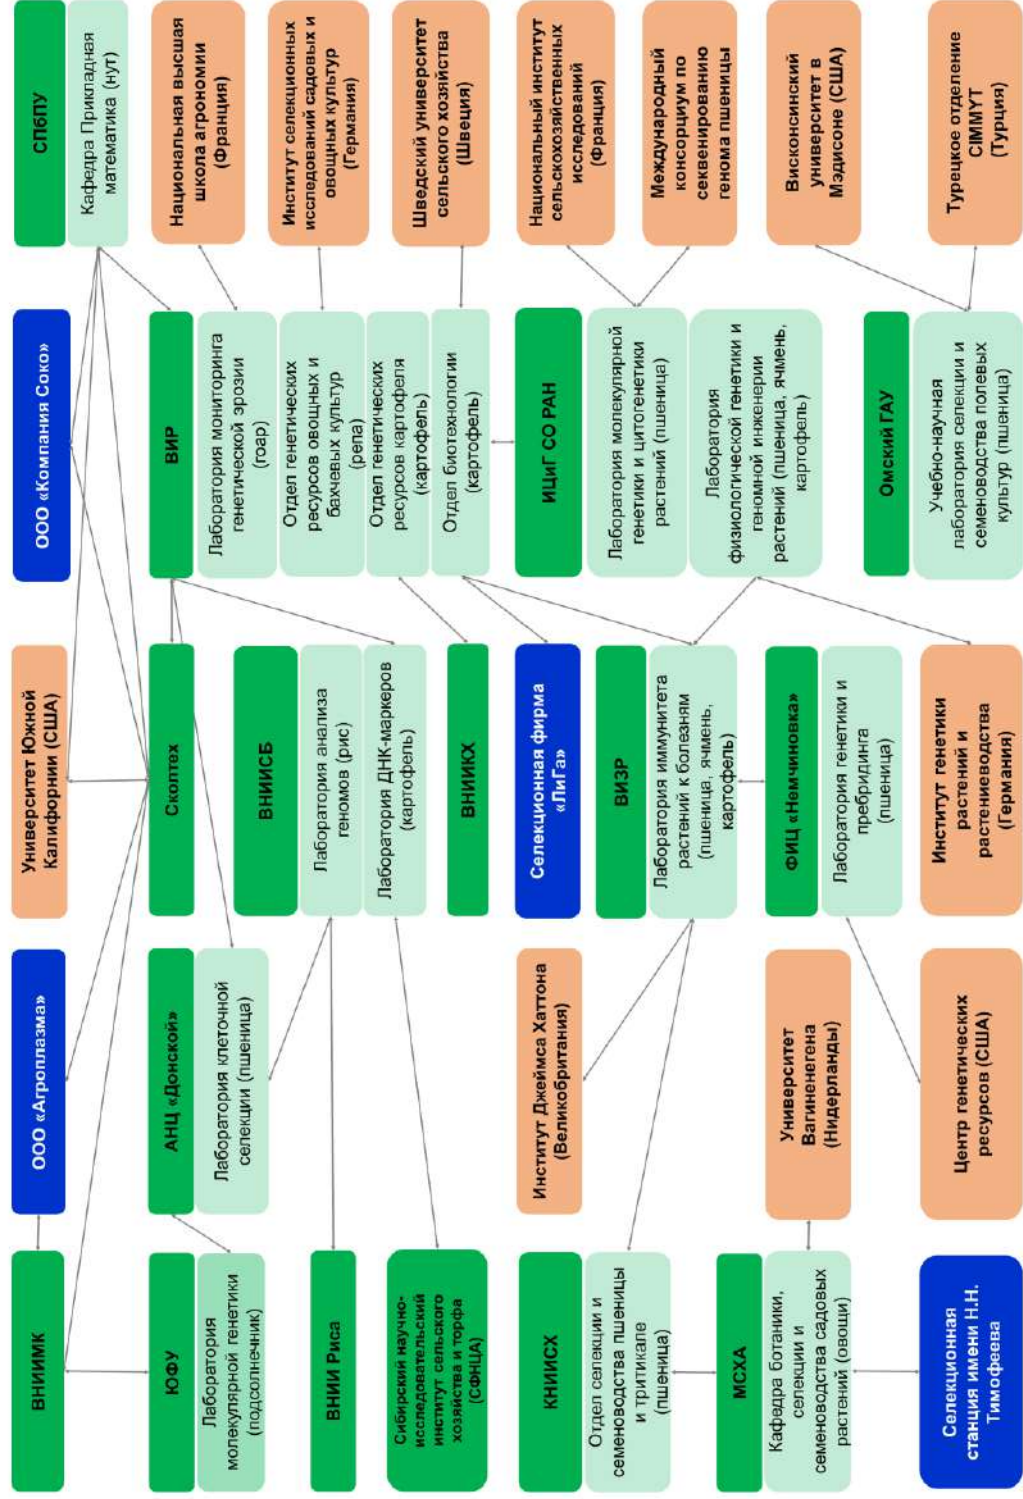 ВНИИМК
ООО «Агроплазма»
Университет Южной
Калифорнии (США)
ООО «Компания Соко»
СПбПУ
Кафедра Прикладная
математика (нут)
ЮФУ
Лаборатория
молекулярной генетики
(подсолнечник)
АНЦ «Донской»
Лаборатория клеточной
селекции (пшеница)
Сколтех
ВИР
Лаборатория мониторинга
генетической эрозии
(гоар)
Отдел генетических
ресурсов овощных и
бахчевых культур
(репа)
Отдел генетических
ресурсов картофеля
(картофель)
Отдел биотехнологии
(картофель)
Национальная высшая
школа агрономии
(Франция)
Институт селекционных
исследований садовых и
овощных культур
(Германия)
Шведский университет
сельского хозяйства
(Швеция)
ВНИИ Риса
Сибирский научно-
исследовательский
институт сельского
хозяйства и торфа
(СФНЦА)
ВНИИСБ
Лаборатория анализа
геномов (рис)
Лаборатория ДНК-маркеров
(картофель)
ВНИИКХ
КНИИСХ
Отдел селекции и
семеноводства пшеницы
и тритикале
(пшеница)
Институт Джеймса Хаттона
(Великобритания)
Селекционная фирма
«ЛиГа»
ВИЗР
Лаборатория иммунитета
растений к болезням
(пшеница, ячмень,
картофель)
ИЦиГ СО РАН
Лаборатория молекулярной
генетики и цитогенетики
растений (пшеница)
Лаборатория
физиологической генетики и
геномной инженерии
растений (пшеница, ячмень,
картофель)
Национальный институт
сельскохозяйственных
исследований
(Франция)
Международный
консорциум по
секвенированию
генома пшеницы
МСХА
Кафедра ботаники,
селекции и
семеноводства садовых
растений (овощи)
Университет
Вагиненегена
(Нидерланды)
ФИЦ «Немчиновка»
Лаборатерия генетики и
пребридинга
(пшеница)
Висконсинский
университет в
Мэдисоне (США)
Селекционная
станция имени Н.Н.
Тимофеева
Центр генетических
ресурсов (США)
Институт генетики
растений и
растениеводства
(Германия)
Омский ГАУ
Учебно-научная
лаборатория селекции и
семеноводства полевых
культур (пшеница)
Турецкое отделение
CIMMYT
(Турция)